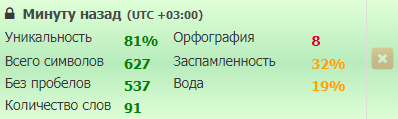 Минуту назад (UTC +03:00)
Уникальность 81% Орфография 8
Всего символов 627 Заспамленность 32%
Без пробелов 537 Вода 19%
Количество слов 91